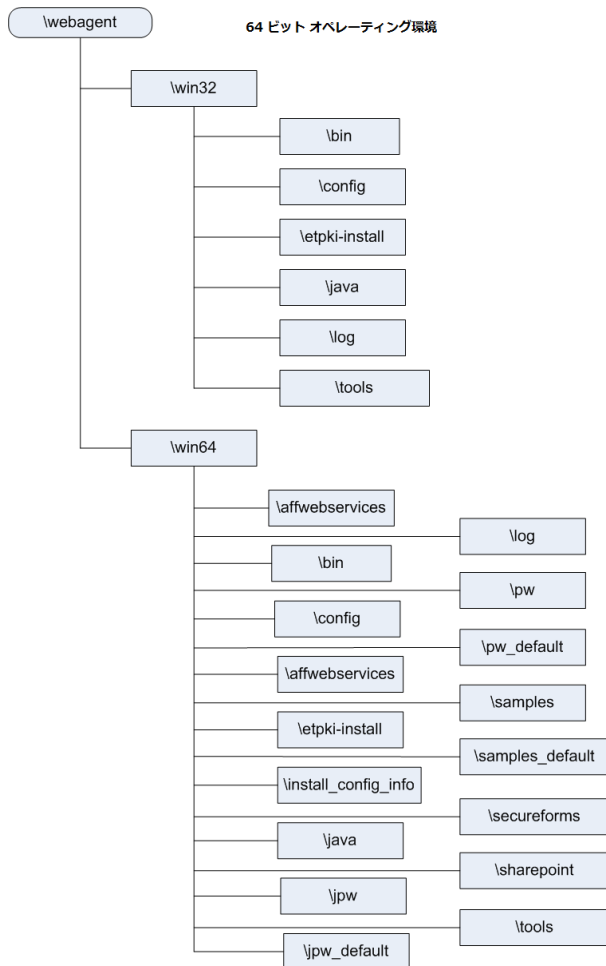 \webagent
64 ビット オペレーティング環境
\win32
\bin
\config
\etpki-install
\java
\log
\tools
\win64
\affwebservices
\log
\bin
\pw
\config
\pw_default
\affwebservices
\samples
\etpki-install
\samples_default
\install_config_info
\secureforms
\java
\sharepoint
\jpw
\tools
\jpw_default